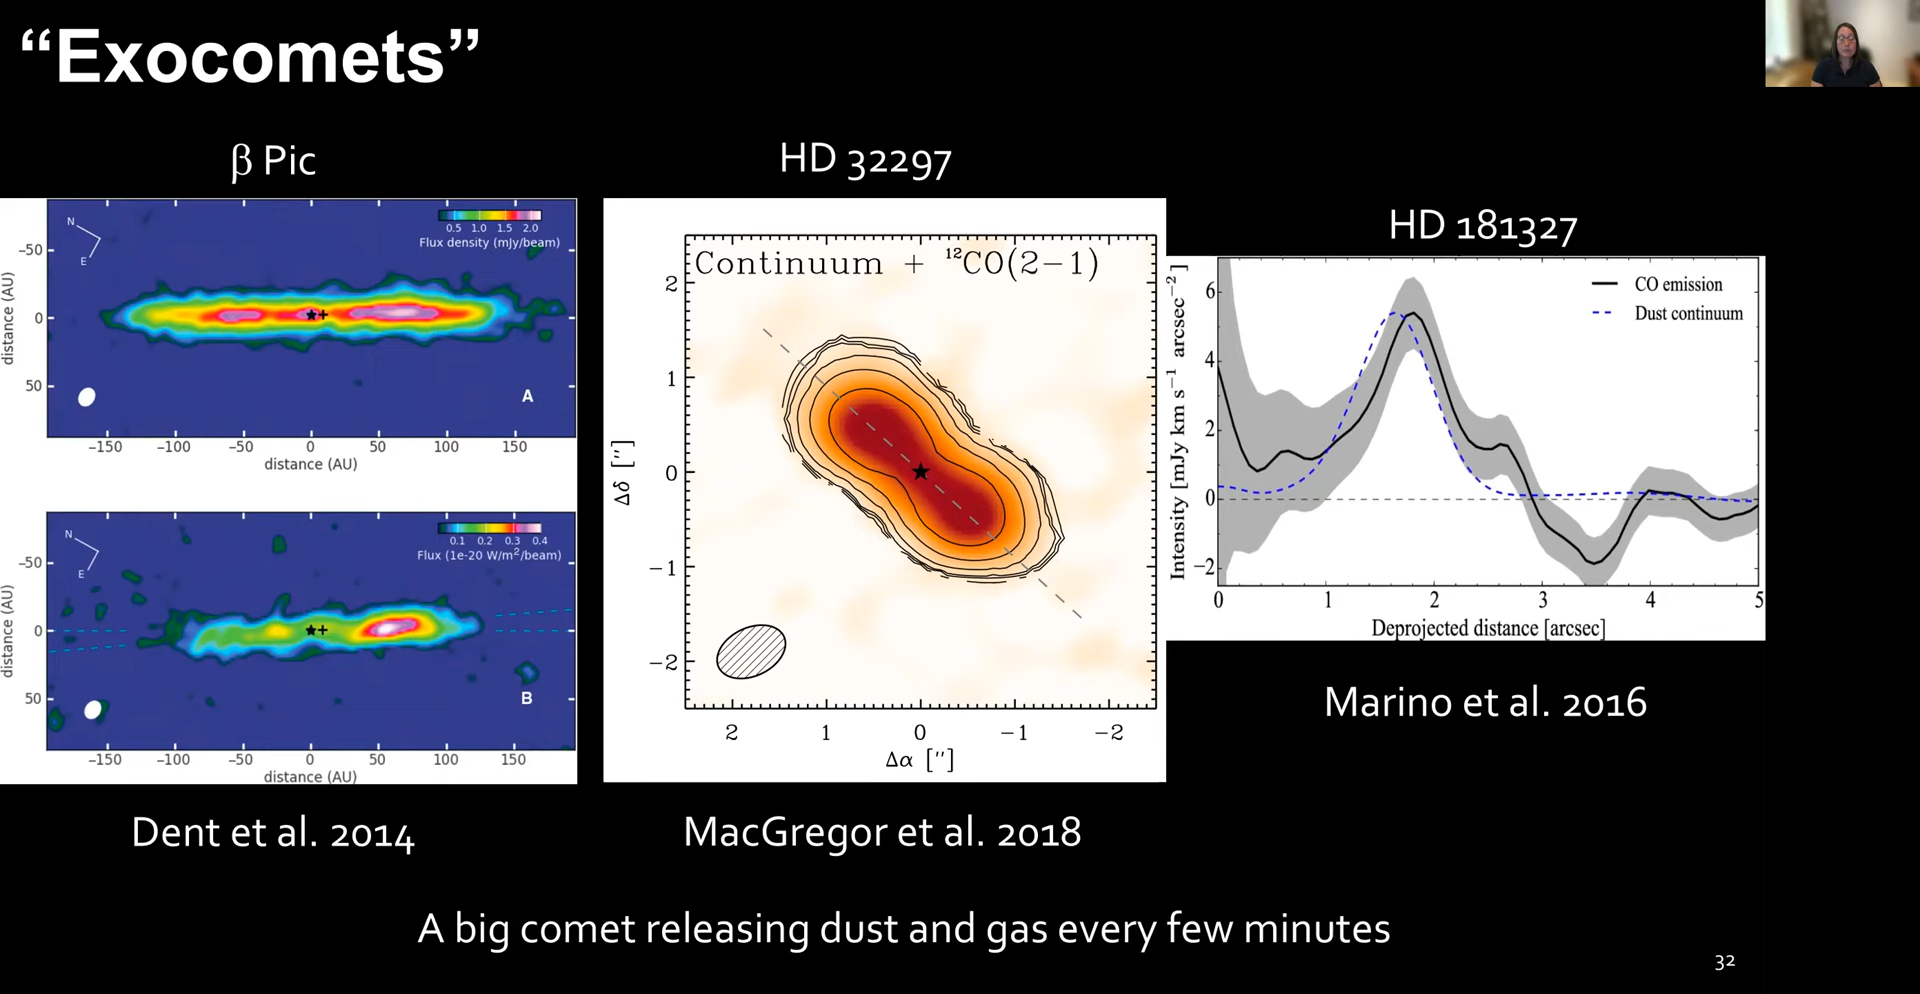 “Exocomets”
β Pic
HD 32297
HD 181327
N
E
0.5 1.0 1.5 2.0
Flux density (mJy/beam)
−50
0
50
distance (AU)
A
−150 −100 −50 0 50 100 150
distance (AU)
N
E
0.1 0.2 0.3 0.4
Flux (1e-20 W/m²/beam)
−50
0
50
distance (AU)
B
−150 −100 −50 0 50 100 150
distance (AU)
Continuum + ¹²CO(2−1)
2
1
0
−1
−2
Δδ [″]
2 1 0 −1 −2
Δα [″]
CO emission
Dust continuum
6
4
2
0
−2
Intensity [mJy km s⁻¹ arcsec⁻²]
0 1 2 3 4 5
Deprojected distance [arcsec]
Dent et al. 2014
MacGregor et al. 2018
Marino et al. 2016
A big comet releasing dust and gas every few minutes
32